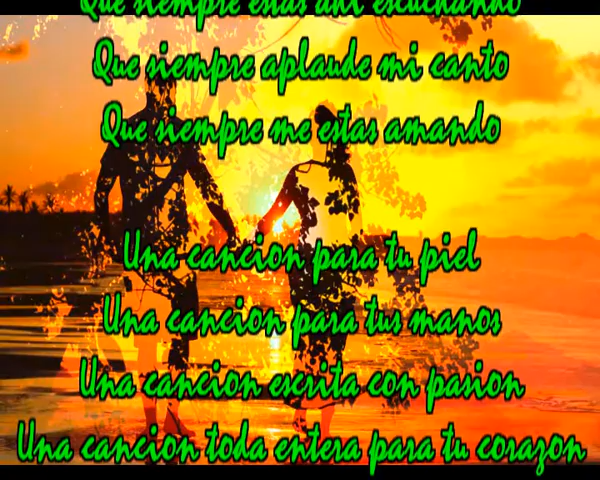 Que siempre estas ahi escuchando
Que siempre aplaude mi canto
Que siempre me estas amando
Una cancion para tu piel
Una cancion para tus manos
Una cancion escrita con pasion
Una cancion toda entera para tu corazon